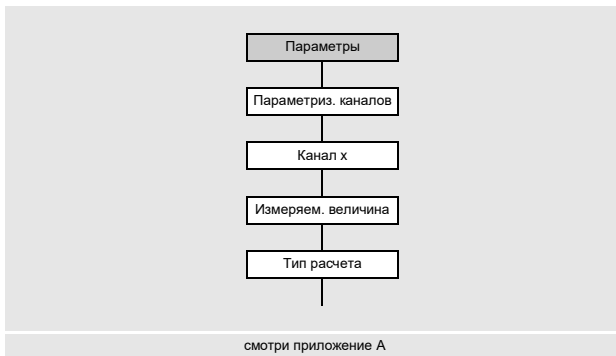 Параметры
Параметриз. каналов
Канал x
Измеряем. величина
Тип расчета
смотри приложение A